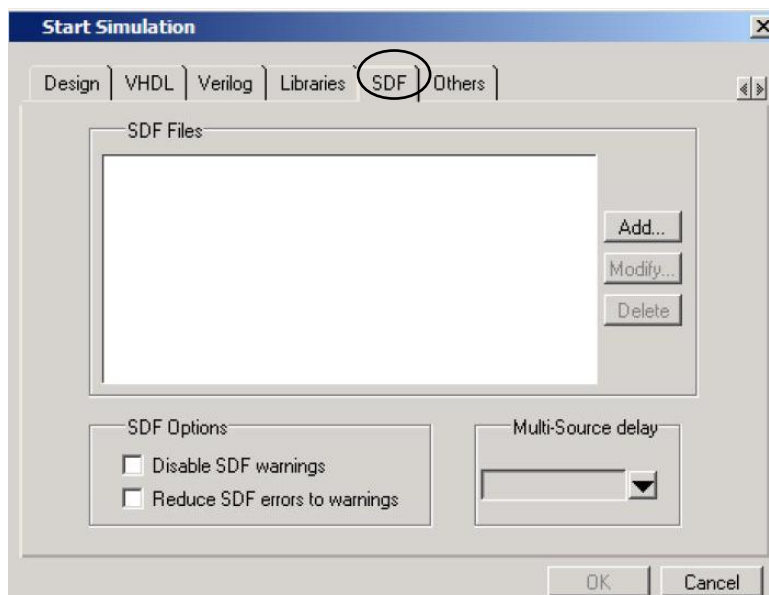 Start Simulation
Design VHDL Verilog Libraries SDF Others
SDF Files
Add...
Modify...
Delete
SDF Options
Multi-Source delay
Disable SDF warnings
Reduce SDF errors to warnings
OK Cancel